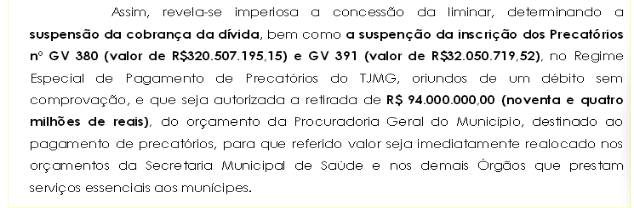 Assim, revela-se imperiosa a concessão da liminar, determinando a
suspensão da cobrança da dívida, bem como a suspenção da inscrição dos Precatórios
nº GV 380 (valor de R$320.507.195,15) e GV 391 (valor de R$32.050.719,52), no Regime
Especial de Pagamento de Precatórios do TJMG, oriundos de um débito sem
comprovação, e que seja autorizada a retirada de R$ 94.000.000,00 (noventa e quatro
milhões de reais), do orçamento da Procuradoria Geral do Município, destinado ao
pagamento de precatórios, para que referido valor seja imediatamente realocado nos
orçamentos da Secretaria Municipal de Saúde e nos demais Órgãos que prestam
serviços essenciais aos munícipes.